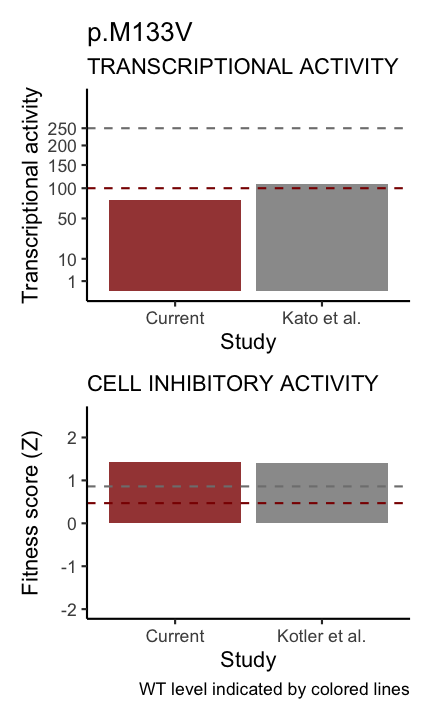 p.M133V
TRANSCRIPTIONAL ACTIVITY
Transcriptional activity
250
200
150
100
50
10
1
Current
Kato et al.
Study
CELL INHIBITORY ACTIVITY
Fitness score (Z)
2
1
0
-1
-2
Current
Kotler et al.
Study
WT level indicated by colored lines